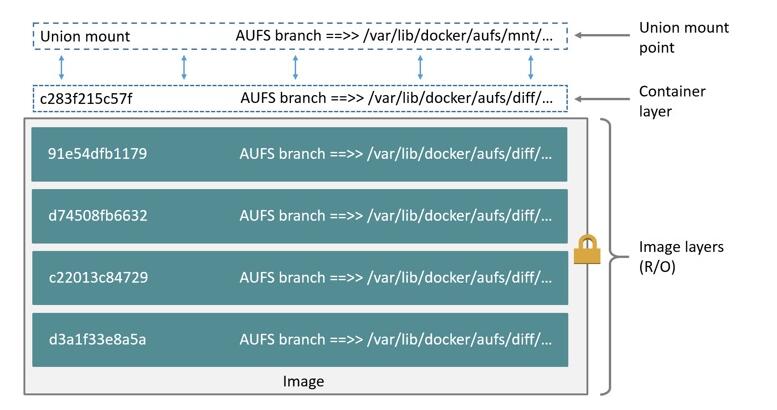 Union mount AUFS branch ==>> /var/lib/docker/aufs/mnt/...
Union mount
point
c283f215c57f AUFS branch ==>> /var/lib/docker/aufs/diff/...
Container
layer
91e54dfb1179 AUFS branch ==>> /var/lib/docker/aufs/diff/...
d74508fb6632 AUFS branch ==>> /var/lib/docker/aufs/diff/...
c22013c84729 AUFS branch ==>> /var/lib/docker/aufs/diff/...
d3a1f33e8a5a AUFS branch ==>> /var/lib/docker/aufs/diff/...
Image layers
(R/O)
Image